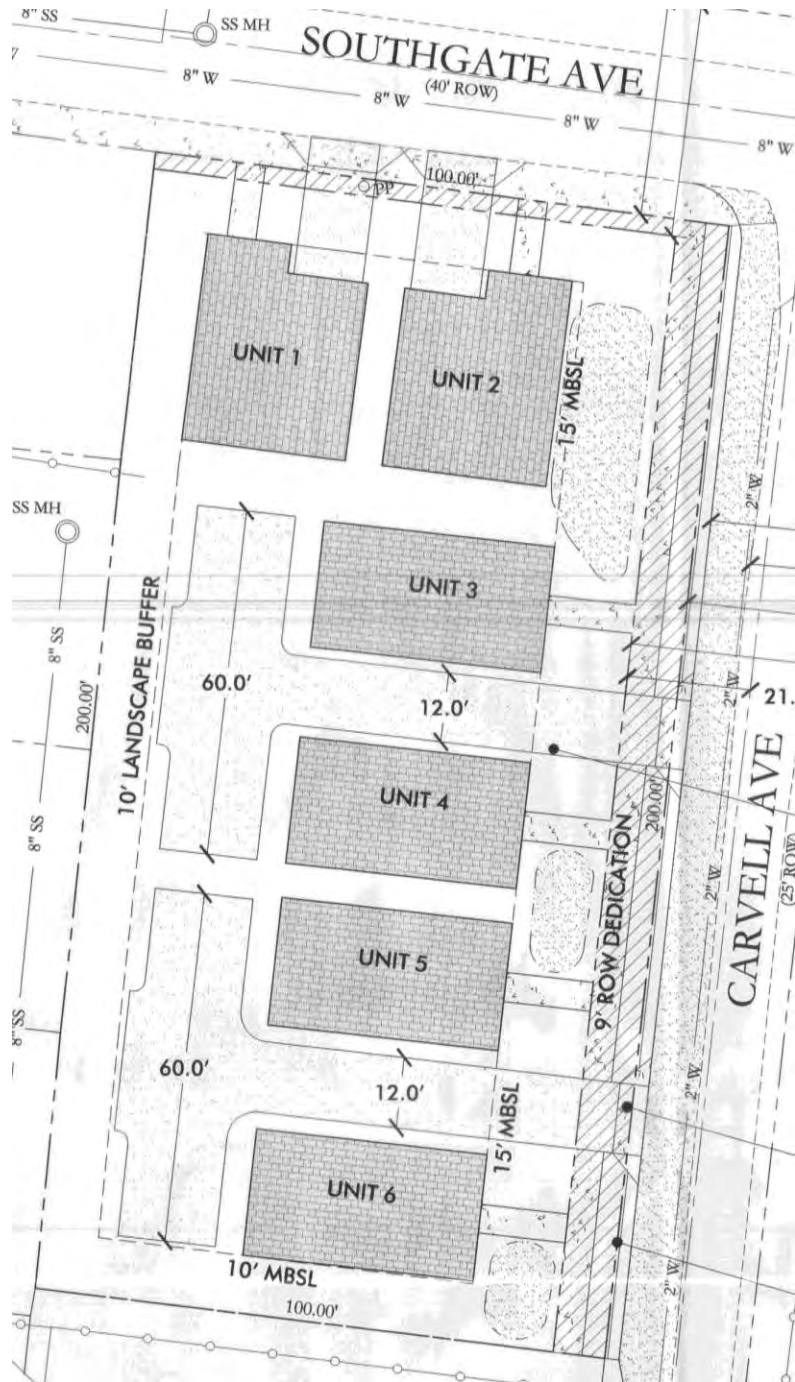 8" SS
SS MH
SOUTHGATE AVE
(40' ROW)
8" W
8" W
8" W
8" W
8" W
100.00'
PP
UNIT 1
UNIT 2
15' MBSL
SS MH
2" W
UNIT 3
8" SS
10' LANDSCAPE BUFFER
60.0'
200.00'
12.0'
2" W
21.
UNIT 4
8" SS
200.00'
CARVELL AVE
(25' ROW)
2" W
9' ROW DEDICATION
UNIT 5
8" SS
60.0'
12.0'
2" W
15' MBSL
UNIT 6
10' MBSL
2" W
100.00'